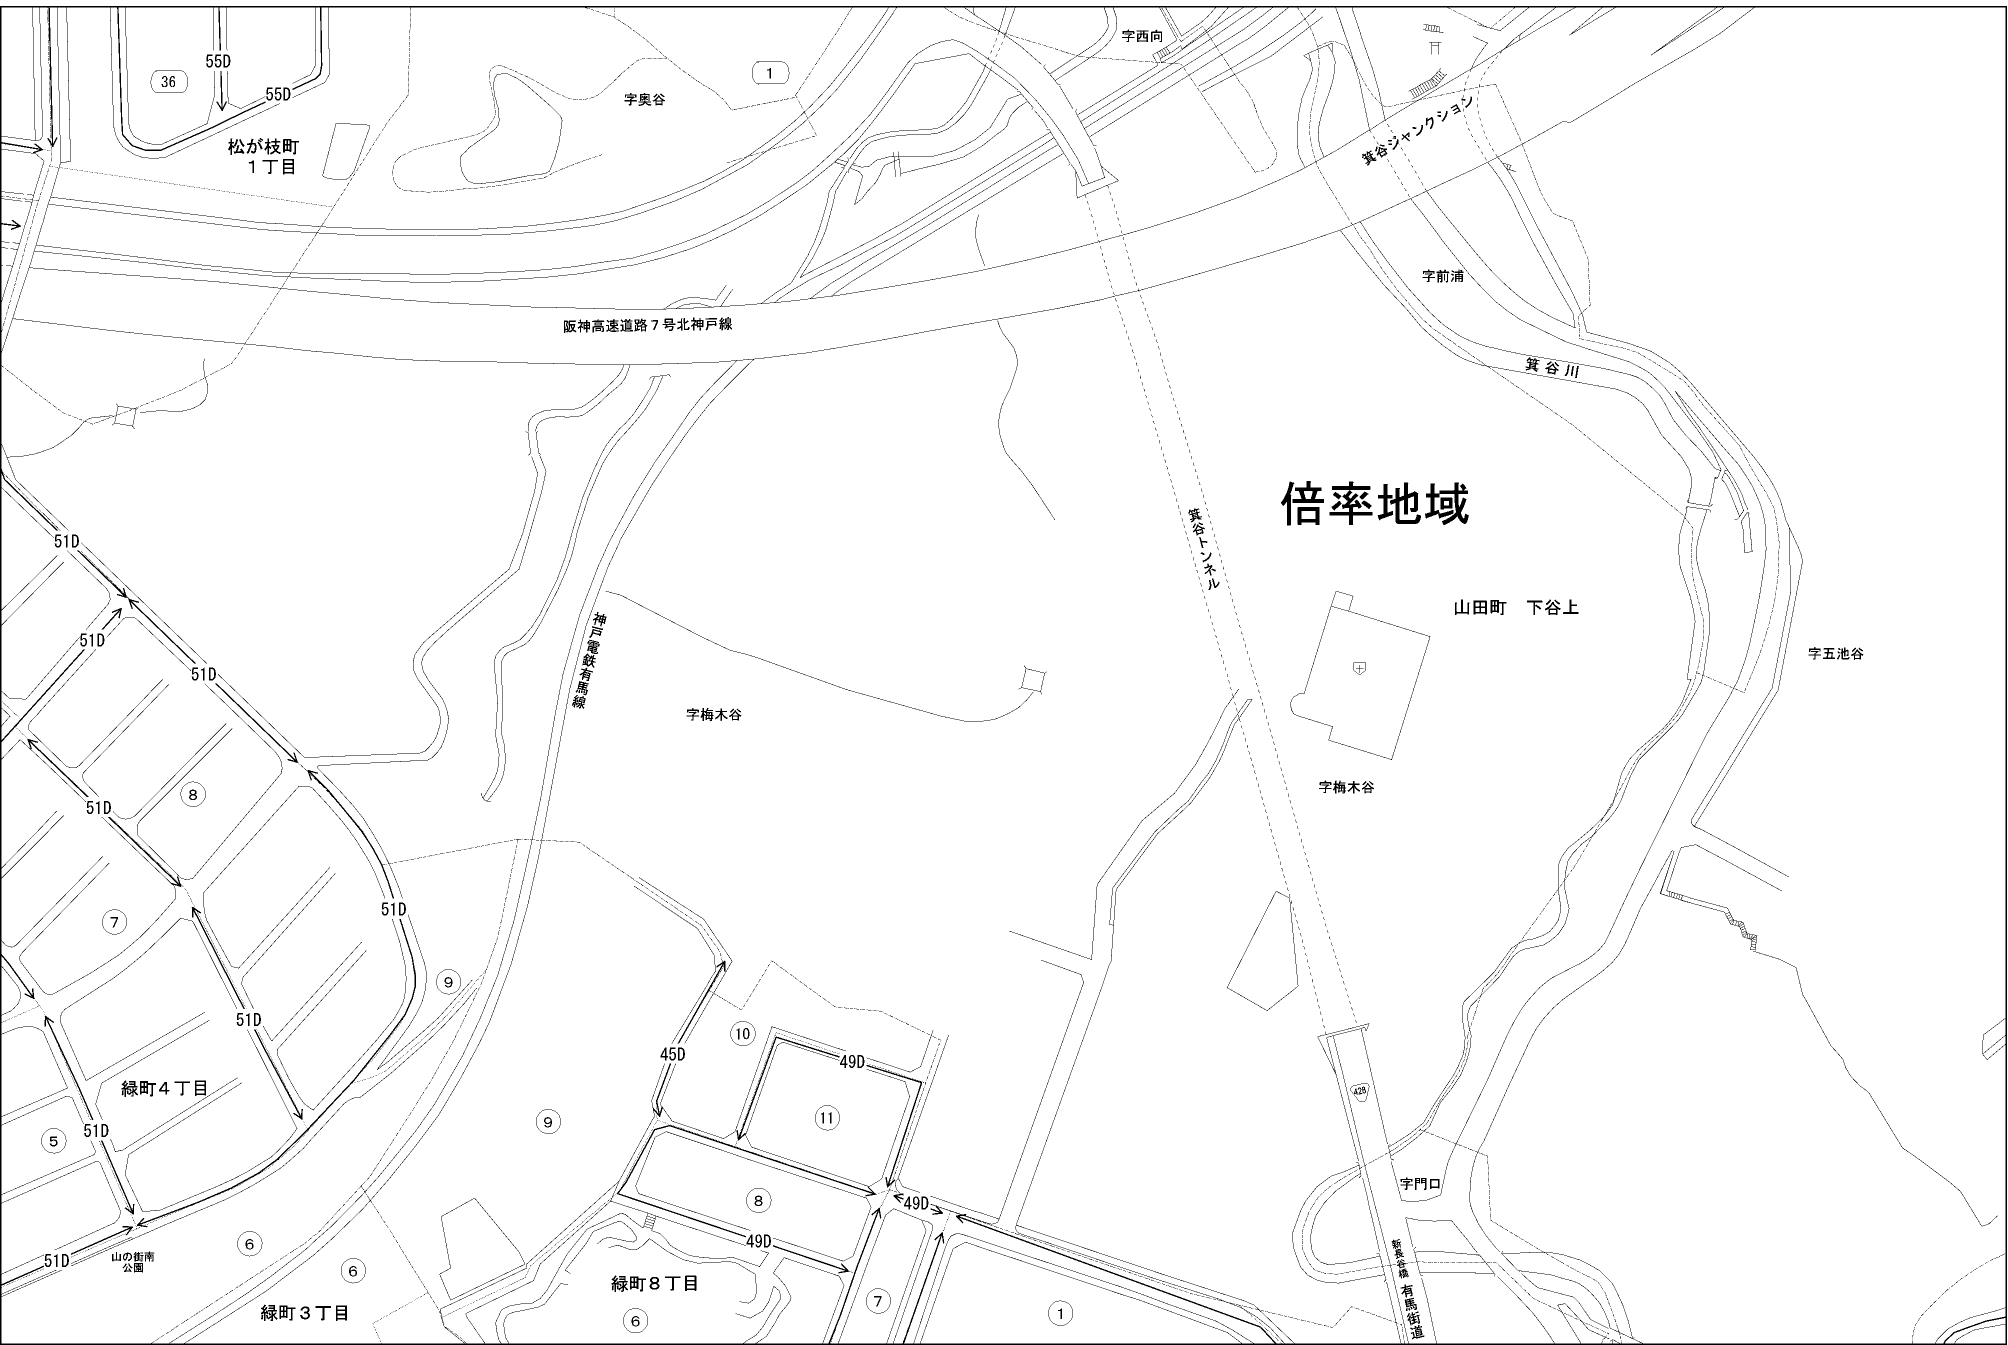 字西向
55D
36
1
55D
字奥谷
箕谷ジャンクション
松が枝町
１丁目
字前浦
阪神高速道路７号北神戸線
箕谷川
倍率地域
箕谷トンネル
51D
山田町　下谷上
神戸電鉄有馬線
51D
字五池谷
51D
字梅木谷
字梅木谷
8
51D
51D
7
9
51D
10
45D
49D
緑町４丁目
428
11
9
51D
5
字門口
8
49D
49D
6
51D
山の街南
公園
6
緑町８丁目
新長谷橋
有馬街道
7
緑町３丁目
6
1